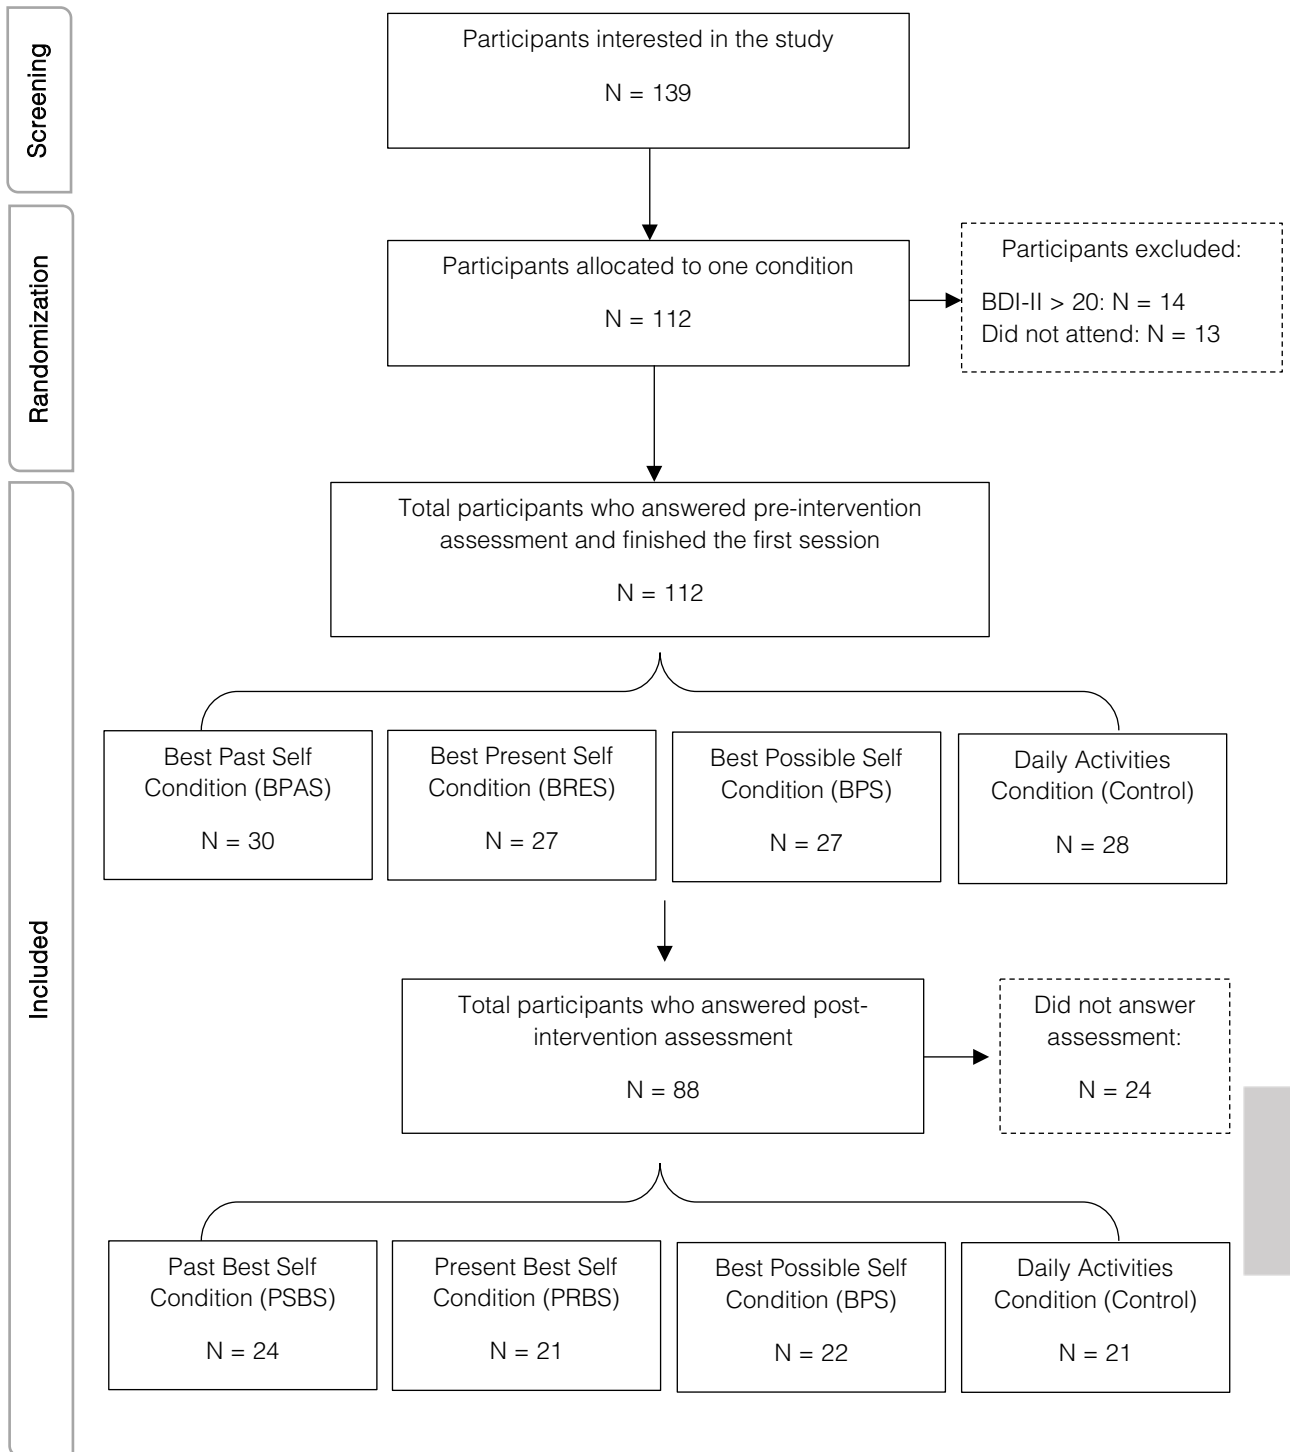 Screening
Participants interested in the study
N = 139
Randomization
Participants allocated to one condition
N = 112
Participants excluded:
BDI-II > 20: N = 14
Did not attend: N = 13
Included
Total participants who answered pre-intervention
assessment and finished the first session
N = 112
Best Past Self
Condition (BPAS)
N = 30
Best Present Self
Condition (BRES)
N = 27
Best Possible Self
Condition (BPS)
N = 27
Daily Activities
Condition (Control)
N = 28
Total participants who answered post-
intervention assessment
N = 88
Did not answer
assessment:
N = 24
Past Best Self
Condition (PSBS)
N = 24
Present Best Self
Condition (PRBS)
N = 21
Best Possible Self
Condition (BPS)
N = 22
Daily Activities
Condition (Control)
N = 21